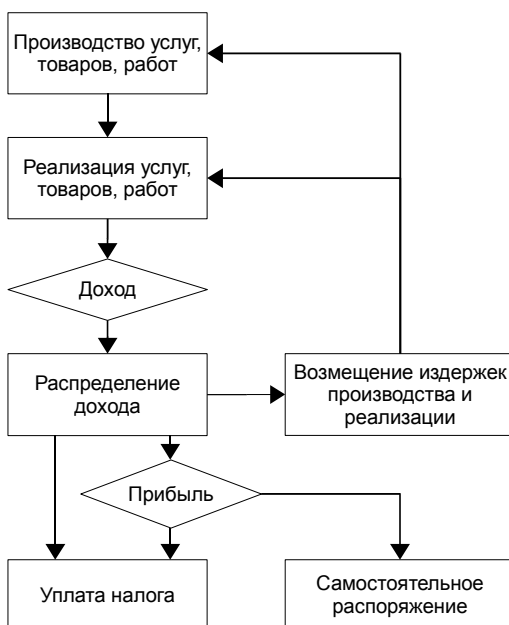 Производство услуг,
товаров, работ
Реализация услуг,
товаров, работ
Доход
Распределение
дохода
Возмещение издержек
производства и
реализации
Прибыль
Уплата налога
Самостоятельное
распоряжение